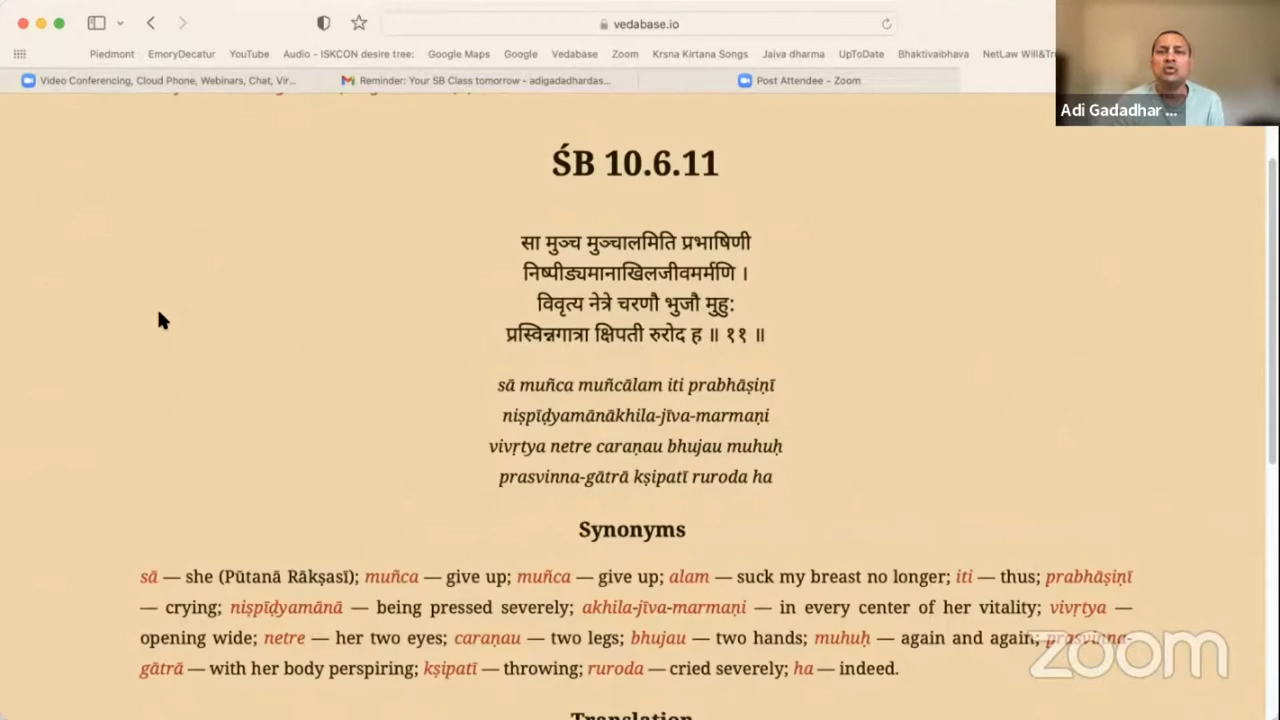 vedabase.io
Piedmont EmoryDecatur YouTube Audio – ISKCON desire tree: Google Maps Google Vedabase Zoom Krsna Kirtana Songs Jaiva dharma UpToDate Bhaktivaibhava NetLaw Will&Tr
Video Conferencing, Cloud Phone, Webinars, Chat, Vir... Reminder: Your SB Class tomorrow – adigadadhardas... Post Attendee – Zoom
Adi Gadadhar ...
ŚB 10.6.11
सा मुञ्च मुञ्चालमिति प्रभाषिणी
निष्पीड्यमानाखिलजीवमर्मणि ।
विवृत्य नेत्रे चरणौ भुजौ मुहु:
प्रस्विन्नगात्रा क्षिपती रुरोद ह ॥ ११ ॥
sā muñca muñcālam iti prabhāṣiṇī
niṣpīḍyamānākhila-jīva-marmaṇi
vivṛtya netre caraṇau bhujau muhuḥ
prasvinna-gātrā kṣipatī ruroda ha
Synonyms
sā — she (Pūtanā Rākṣasī); muñca — give up; muñca — give up; alam — suck my breast no longer; iti — thus; prabhāṣiṇī
— crying; niṣpīḍyamānā — being pressed severely; akhila-jīva-marmaṇi — in every center of her vitality; vivṛtya —
opening wide; netre — her two eyes; caraṇau — two legs; bhujau — two hands; muhuḥ — again and again; prasvinna-
gātrā — with her body perspiring; kṣipatī — throwing; ruroda — cried severely; ha — indeed.
zoom
Translation